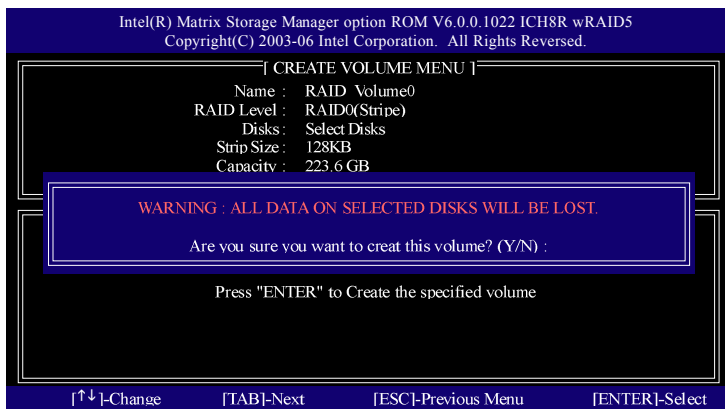 Intel(R) Matrix Storage Manager option ROM V6.0.0.1022 ICH8R wRAID5
Copyright(C) 2003-06 Intel Corporation. All Rights Reversed.
[ CREATE VOLUME MENU ]
Name : RAID_Volume0
RAID Level : RAID0(Stripe)
Disks : Select Disks
Strip Size : 128KB
Capacity : 223.6 GB
WARNING : ALL DATA ON SELECTED DISKS WILL BE LOST.
Are you sure you want to creat this volume? (Y/N) :
Press "ENTER" to Create the specified volume
[↑↓]-Change [TAB]-Next [ESC]-Previous Menu [ENTER]-Select